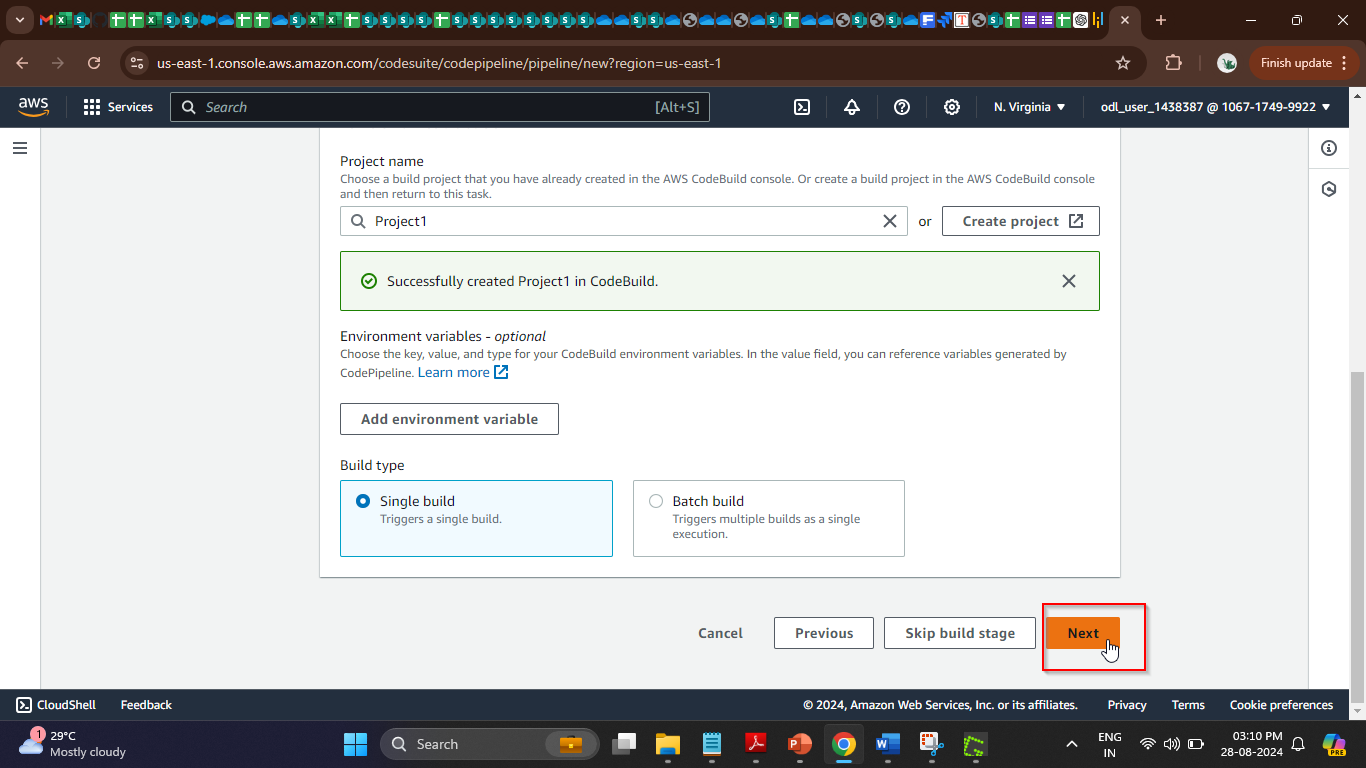 us-east-1.console.aws.amazon.com/codesuite/codepipeline/pipeline/new?region=us-east-1
Finish update
aws
Services
Search
[Alt+S]
N. Virginia
odl_user_1438387 @ 1067-1749-9922
Project name
Choose a build project that you have already created in the AWS CodeBuild console. Or create a build project in the AWS CodeBuild console
and then return to this task.
Project1
or
Create project
Successfully created Project1 in CodeBuild.
Environment variables - optional
Choose the key, value, and type for your CodeBuild environment variables. In the value field, you can reference variables generated by
CodePipeline. Learn more
Add environment variable
Build type
Single build
Triggers a single build.
Batch build
Triggers multiple builds as a single
execution.
Cancel
Previous
Skip build stage
Next
CloudShell
Feedback
© 2024, Amazon Web Services, Inc. or its affiliates.
Privacy
Terms
Cookie preferences
1
29°C
Mostly cloudy
Search
ENG
IN
03:10 PM
28-08-2024
PRE